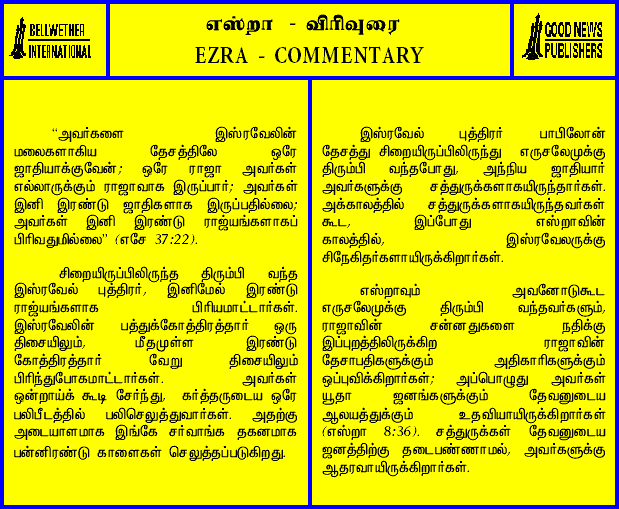 BELLWETHER
INTERNATIONAL
எஸ்றா - விரிவுரை
EZRA - COMMENTARY
GOOD NEWS
PUBLISHERS
“அவர்களை இஸ்ரவேலின்
மலைகளாகிய தேசத்திலே ஒரே
ஜாதியாக்குவேன்; ஒரே ராஜா அவர்கள்
எல்லாருக்கும் ராஜாவாக இருப்பார்; அவர்கள்
இனி இரண்டு ஜாதிகளாக இருப்பதில்லை;
அவர்கள் இனி இரண்டு ராஜ்யங்களாகப்
பிரிவதுமில்லை” (எசே 37:22).
சிறையிருப்பிலிருந்த திரும்பி வந்த
இஸ்ரவேல் புத்திரர், இனிமேல் இரண்டு
ராஜ்யங்களாக பிரியமாட்டார்கள்.
இஸ்ரவேலின் பத்துக்கோத்திரத்தார் ஒரு
திசையிலும், மீதமுள்ள இரண்டு
கோத்திரத்தார் வேறு திசையிலும்
பிரிந்துபோகமாட்டார்கள். அவர்கள்
ஒன்றாய்க் கூடி சேர்ந்து, கர்த்தருடைய ஒரே
பலிபீடத்தில் பலிசெலுத்துவார்கள். அதற்கு
அடையாளமாக இங்கே சர்வாங்க தகனமாக
பன்னிரண்டு காளைகள் செலுத்தப்படுகிறது.
இஸ்ரவேல் புத்திரர் பாபிலோன்
தேசத்து சிறையிருப்பிலிருந்து எருசலேமுக்கு
திரும்பி வந்தபோது, அந்நிய ஜாதியார்
அவர்களுக்கு சத்துருக்களாகயிருந்தார்கள்.
அக்காலத்தில் சத்துருக்களாகயிருந்தவர்கள்
கூட, இப்போது எஸ்றாவின்
காலத்தில், இஸ்ரவேலருக்கு
சிநேகிதர்களாயிருக்கிறார்கள்.
எஸ்றாவும் அவனோடுகூட
எருசலேமுக்கு திரும்பி வந்தவர்களும்,
ராஜாவின் சன்னதுகளை நதிக்கு
இப்புறத்திலிருக்கிற ராஜாவின்
தேசாபதிகளுக்கும் அதிகாரிகளுக்கும்
ஒப்புவிக்கிறார்கள்; அப்பொழுது அவர்கள்
யூதா ஜனங்களுக்கும் தேவனுடைய
ஆலயத்துக்கும் உதவியாயிருக்கிறார்கள்
(எஸ்றா 8:36). சத்துருக்கள் தேவனுடைய
ஜனத்திற்கு தடைபண்ணாமல், அவர்களுக்கு
ஆதரவாயிருக்கிறார்கள்.